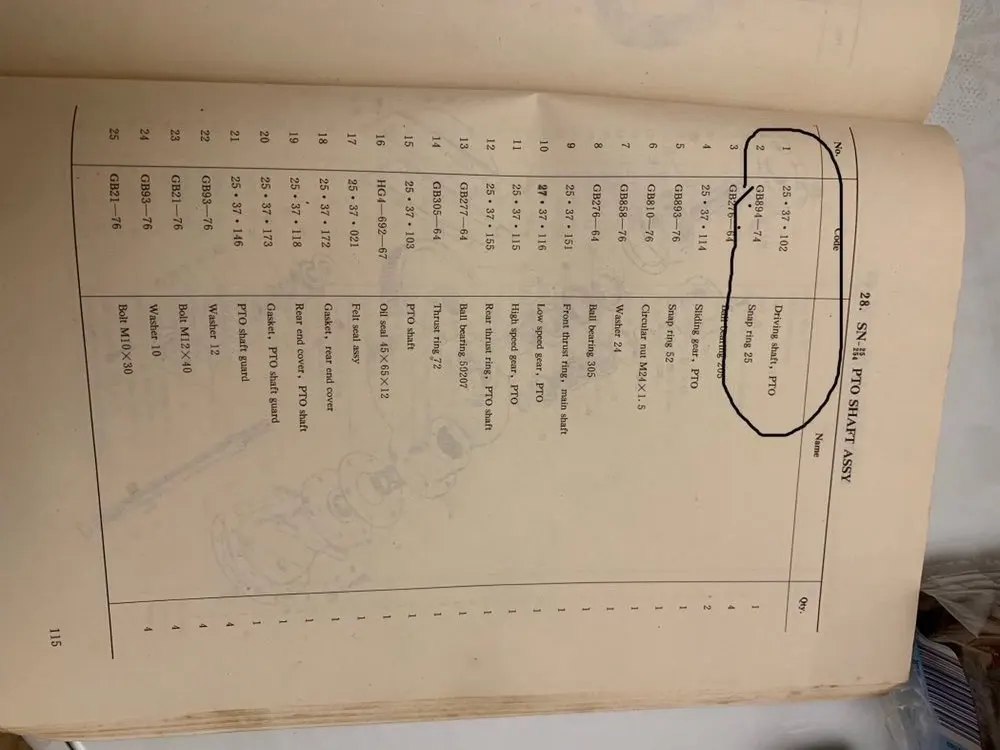 28. SN-25/254 PTO SHAFT ASSY
No. Code Name Qty.
1 25·37·102 Driving shaft, PTO 1
2 GB894—74 Snap ring 25 4
3 GB276—64 Ball bearing 205 2
4 25·37·114 Sliding gear, PTO 1
5 GB893—76 Snap ring 52 1
6 GB810—76 Circular nut M24×1.5 1
7 GB858—76 Washer 24 1
8 GB276—64 Ball bearing 305 1
9 25·37·151 Front thrust ring, main shaft 1
10 27·37·116 Low speed gear, PTO 1
11 25·37·115 High speed gear, PTO 1
12 25·37·155 Rear thrust ring, PTO shaft 1
13 GB277—64 Ball bearing 50207 1
14 GB305—64 Thrust ring 72 1
15 25·37·103 PTO shaft 1
16 HG4—692—67 Oil seal 45×65×12 1
17 25·37·021 Felt seal assy 1
18 25·37·172 Gasket, rear end cover 1
19 25·37·118 Rear end cover, PTO shaft 1
20 25·37·173 Gasket, PTO shaft guard 1
21 25·37·146 PTO shaft guard 1
22 GB93—76 Washer 12 4
23 GB21—76 Bolt M12×40 4
24 GB93—76 Washer 10 4
25 GB21—76 Bolt M10×30 4
115